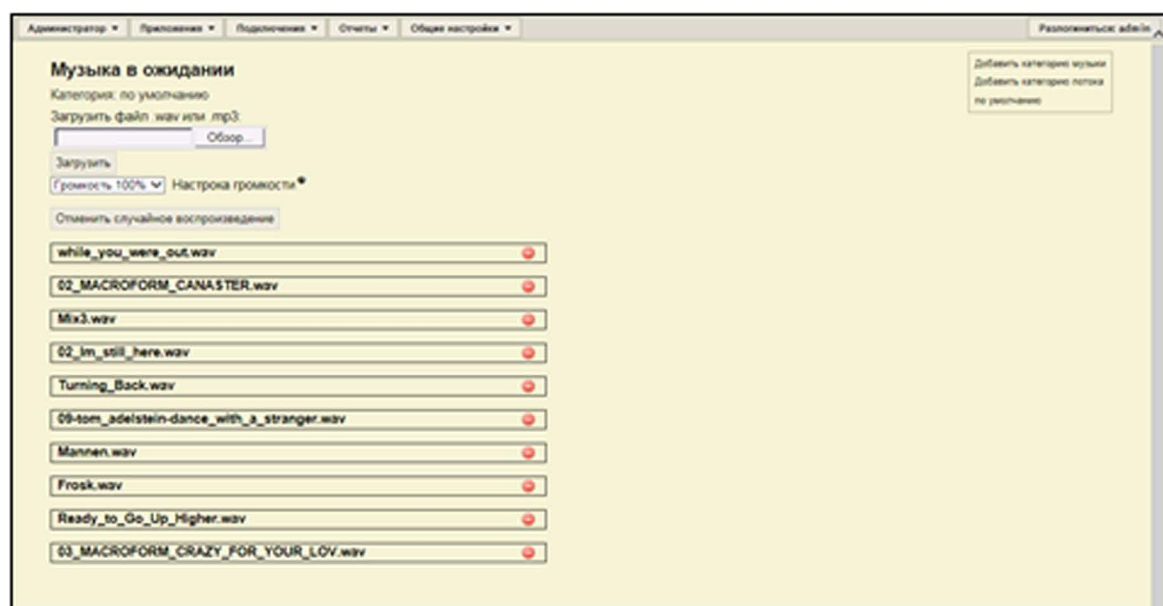 Администратор Приложения Подключения Отчеты Общие настройки Разлогиниться: admin
Музыка в ожидании
Категория: по умолчанию
Загрузить файл .wav или .mp3:
Обзор...
Загрузить
Громкость 100% Настрока громкости
Отменить случайное воспроизведение
while_you_were_out.wav
02_MACROFORM_CANASTER.wav
Mix3.wav
02_Im_still_here.wav
Turning_Back.wav
09-tom_adelstein-dance_with_a_stranger.wav
Mannen.wav
Frosk.wav
Ready_to_Go_Up_Higher.wav
03_MACROFORM_CRAZY_FOR_YOUR_LOV.wav
Добавить категорию музыки
Добавить категорию потока
по умолчанию